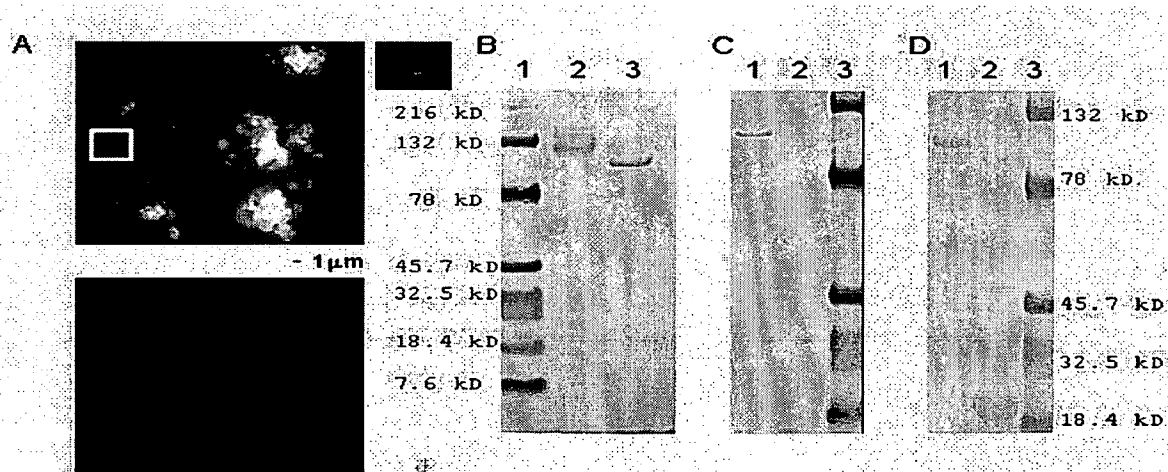 A
B
C
D
1 2 3
1 2 3
1 2 3
216 kD
132 kD
78 kD
45.7 kD
32.5 kD
18.4 kD
7.6 kD
- 1µm
132 kD
78 kD.
45.7 kD
32.5 kD
18.4 kD